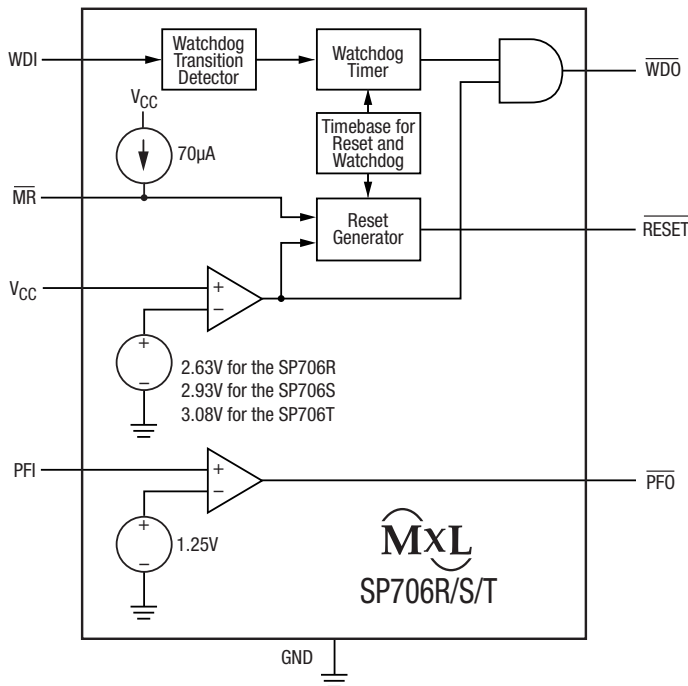 WDI
Watchdog
Transition
Detector
Watchdog
Timer
WDO
VCC
70µA
Timebase for
Reset and
Watchdog
MR
Reset
Generator
RESET
VCC
+
−
+
−
2.63V for the SP706R
2.93V for the SP706S
3.08V for the SP706T
PFI
+
−
PFO
+
−
1.25V
MxL
SP706R/S/T
GND